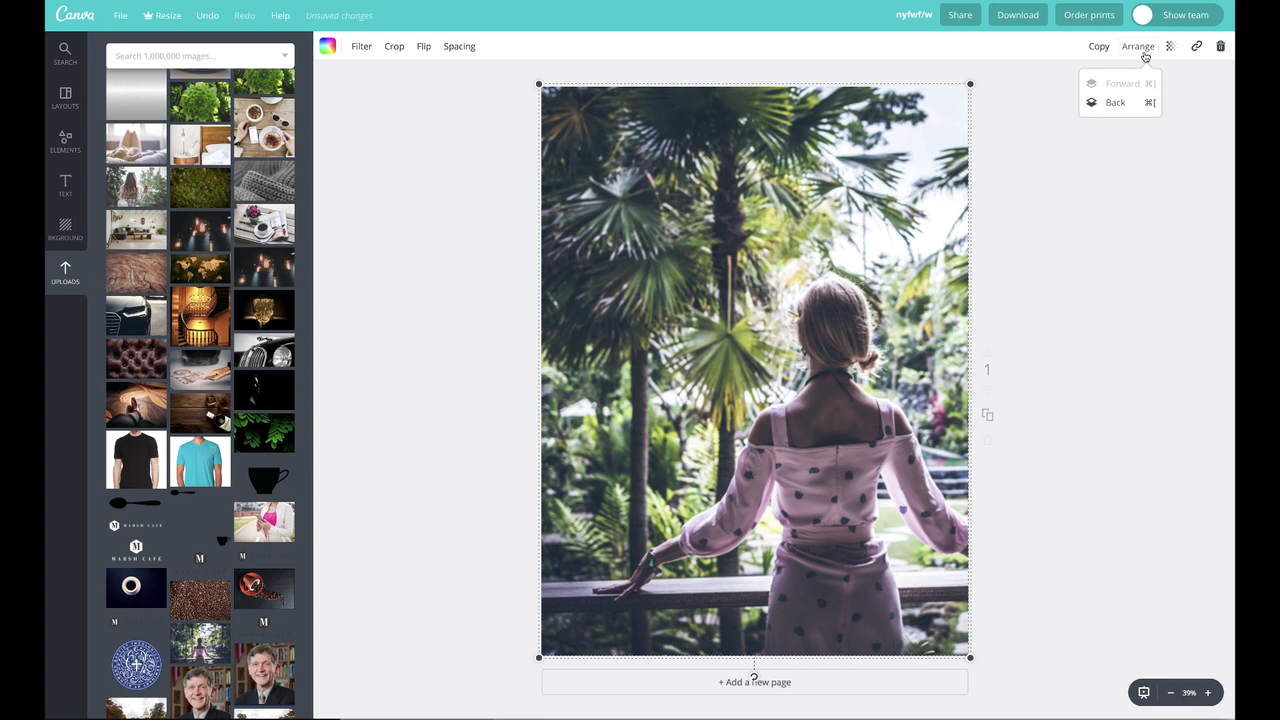 Canva File Resize Undo Redo Help Unsaved changes nyfwf/w Share Download Order prints Show team
SEARCH
LAYOUTS
ELEMENTS
TEXT
BKGROUND
UPLOADS
Search 1,000,000 images...
MARSH CAFÉ
M
MARSH CAFÉ
M
M
M
M
Filter Crop Flip Spacing Copy Arrange
Forward ⌘]
Back ⌘[
1
+ Add a new page
39%